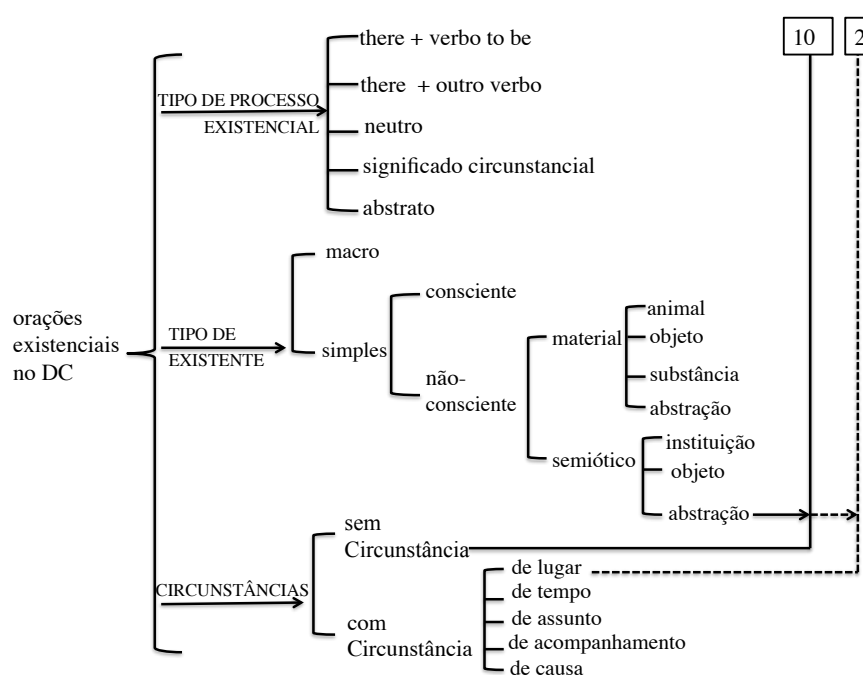 there + verbo to be
10
2
there + outro verbo
TIPO DE PROCESSO
EXISTENCIAL
neutro
significado circunstancial
abstrato
macro
consciente
animal
objeto
material
orações
existenciais
no DC
TIPO DE
EXISTENTE
simples
substância
não-
consciente
abstração
instituição
semiótico
objeto
abstração
sem
Circunstância
de lugar
CIRCUNSTÂNCIAS
de tempo
com
Circunstância
de assunto
de acompanhamento
de causa